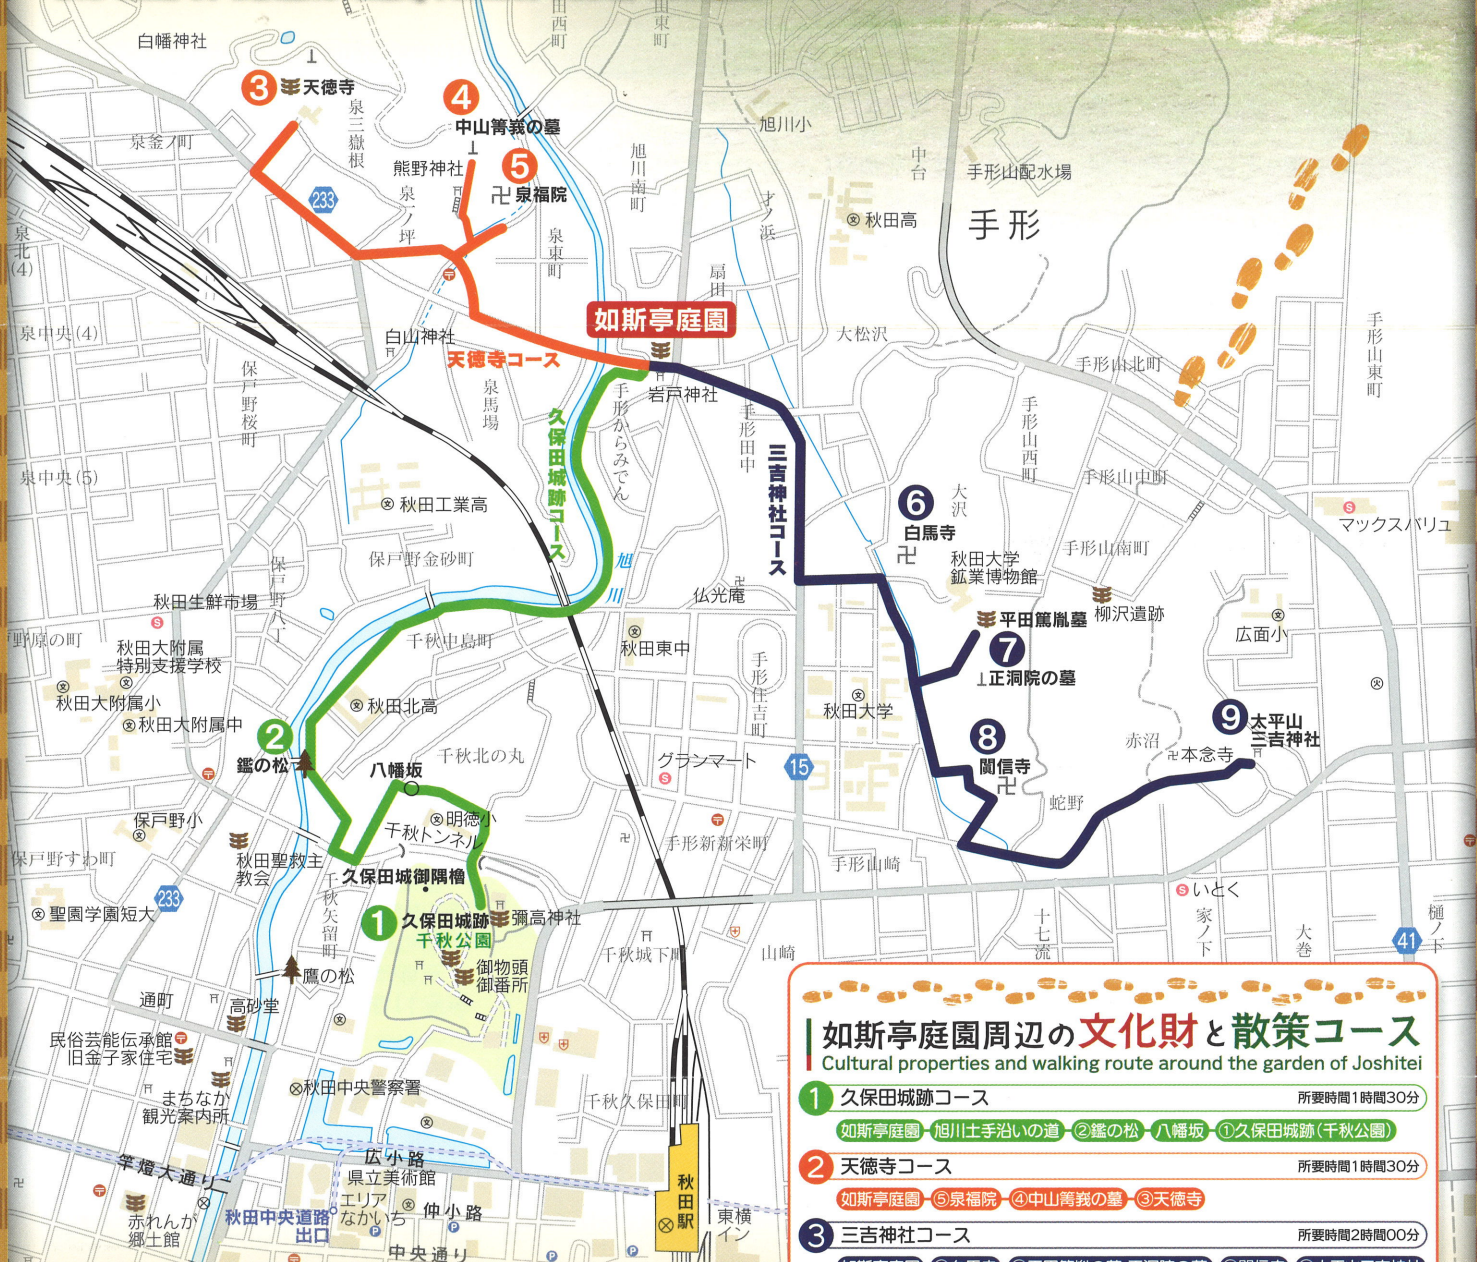 白幡神社
田西町
山東町
3
天徳寺
泉三嶽根
4
中山菁莪の墓
旭川小
泉釜ノ町
熊野神社
5
泉福院
旭川南町
中台
手形山配水場
233
泉一ノ坪
才ノ浜
秋田高
手形
泉北
(4)
泉東町
扇田
泉中央(4)
白山神社
如斯亭庭園
大松沢
手形山東町
天徳寺コース
手形山北町
保戸野桜町
泉馬場
岩戸神社
手形からみでん
手形田中
久保田城跡コース
三吉神社コース
手形山西町
泉中央(5)
手形山中町
秋田工業高
6
白馬寺
大沢
マックスバリュ
保戸野金砂町
旭川
秋田大学
鉱業博物館
手形山南町
保戸野八丁
仏光庵
秋田生鮮市場
平田篤胤墓
柳沢遺跡
広面小
戸野原の町
千秋中島町
秋田東中
7
秋田大附属
特別支援学校
正洞院の墓
手形住吉町
秋田大附属小
秋田北高
秋田大学
秋田大附属中
2
鑑の松
9
太平山
三吉神社
千秋北の丸
8
赤沼
本念寺
八幡坂
グランマート
15
閴信寺
蛇野
保戸野小
明徳小
千秋トンネル
手形新新栄町
保戸野すわ町
秋田聖救主
教会
手形山崎
久保田城御隅櫓
233
いとく
聖園学園短大
千秋矢留町
1
久保田城跡
彌高神社
千秋公園
十七流
家ノ下
大巻
樋ノ下
41
千秋城下町
山崎
鷹の松
御物頭
御番所
通町
高砂堂
民俗芸能伝承館
旧金子家住宅
秋田中央警察署
まちなか
観光案内所
千秋久保田町
竿燈大通り
広小路
県立美術館
秋田駅
エリア
なかいち
仲小路
東横
イン
赤れんが
郷土館
秋田中央道路
出口
中央通り
如斯亭庭園周辺の文化財と散策コース
Cultural properties and walking route around the garden of Joshitei
1 久保田城跡コース 所要時間1時間30分
如斯亭庭園-旭川土手沿いの道-②鑑の松-八幡坂-①久保田城跡(千秋公園)
2 天徳寺コース 所要時間1時間30分
如斯亭庭園-⑤泉福院-④中山菁莪の墓-③天徳寺
3 三吉神社コース 所要時間2時間00分